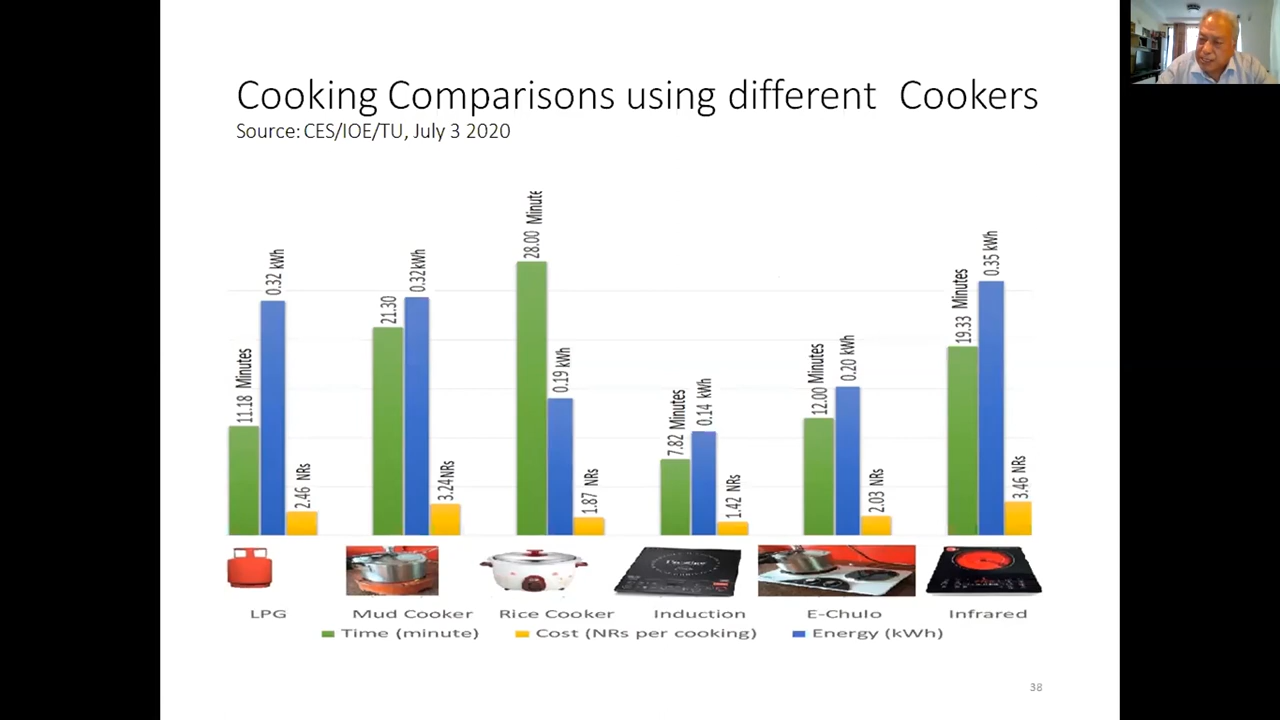 Cooking Comparisons using different Cookers
Source: CES/IOE/TU, July 3 2020
11.18 Minutes
0.32 kWh
2.46 NRs
21.30
0.32kWh
3.24NRs
28.00 Minute
0.19 kWh
1.87 NRs
7.82 Minutes
0.14 kWh
1.42 NRs
12.00 Minutes
0.20 kWh
2.03 NRs
19.33 Minutes
0.35 kWh
3.46 NRs
LPG
Mud Cooker
Rice Cooker
Induction
E-Chulo
Infrared
Time (minute)
Cost (NRs per cooking)
Energy (kWh)
38